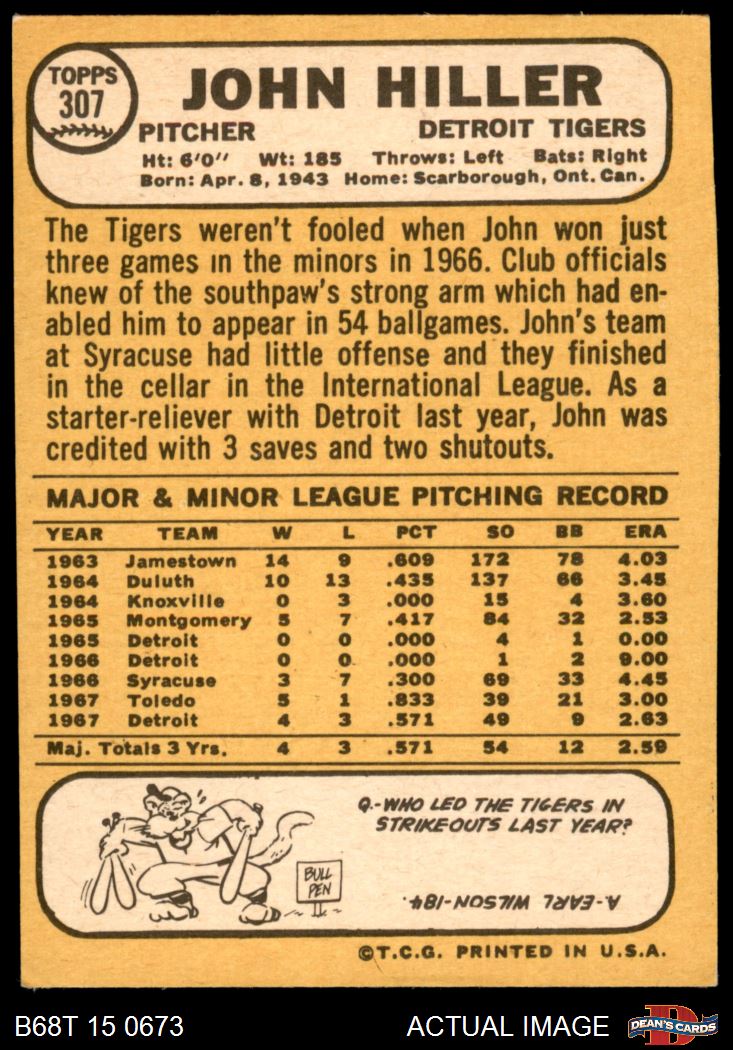 TOPPS
307
JOHN HILLER
PITCHER DETROIT TIGERS
Ht: 6'0" Wt: 185 Throws: Left Bats: Right
Born: Apr. 8, 1943 Home: Scarborough, Ont. Can.
The Tigers weren't fooled when John won just
three games in the minors in 1966. Club officials
knew of the southpaw's strong arm which had en-
abled him to appear in 54 ballgames. John's team
at Syracuse had little offense and they finished
in the cellar in the International League. As a
starter-reliever with Detroit last year, John was
credited with 3 saves and two shutouts.
MAJOR & MINOR LEAGUE PITCHING RECORD
YEAR TEAM W L PCT SO BB ERA
1963 Jamestown 14 9 .609 172 78 4.03
1964 Duluth 10 13 .435 137 66 3.45
1964 Knoxville 0 3 .000 15 4 3.60
1965 Montgomery 5 7 .417 84 32 2.53
1965 Detroit 0 0 .000 4 1 0.00
1966 Detroit 0 0 .000 1 2 9.00
1966 Syracuse 3 7 .300 69 33 4.45
1967 Toledo 5 1 .833 39 21 3.00
1967 Detroit 4 3 .571 49 9 2.63
Maj. Totals 3 Yrs. 4 3 .571 54 12 2.59
Q.-WHO LED THE TIGERS IN
STRIKEOUTS LAST YEAR?
BULL
PEN
A-EARL WILSON-184.
©T.C.G. PRINTED IN U.S.A.
B68T 15 0673 ACTUAL IMAGE D DEAN'S CARDS